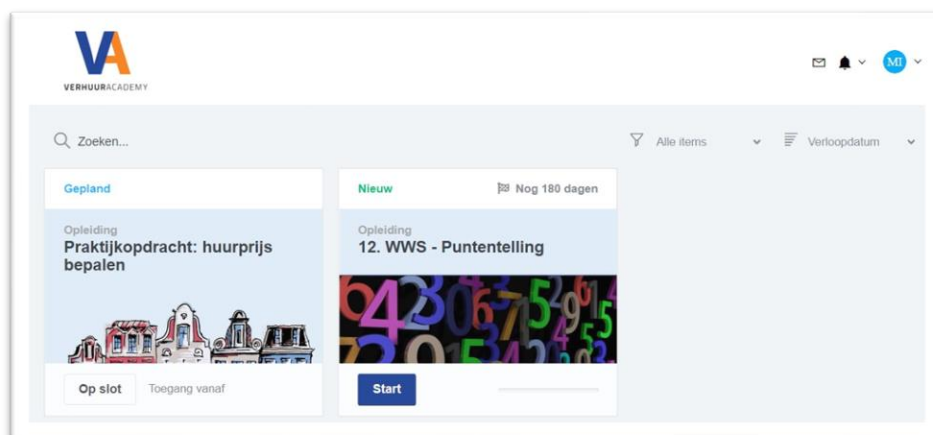 VA
VERHUURACADEMY
MI
Zoeken...
Alle items
Verloopdatum
Gepland
Opleiding
Praktijkopdracht: huurprijs
bepalen
Op slot
Toegang vanaf
Nieuw
Nog 180 dagen
Opleiding
12. WWS - Puntentelling
Start